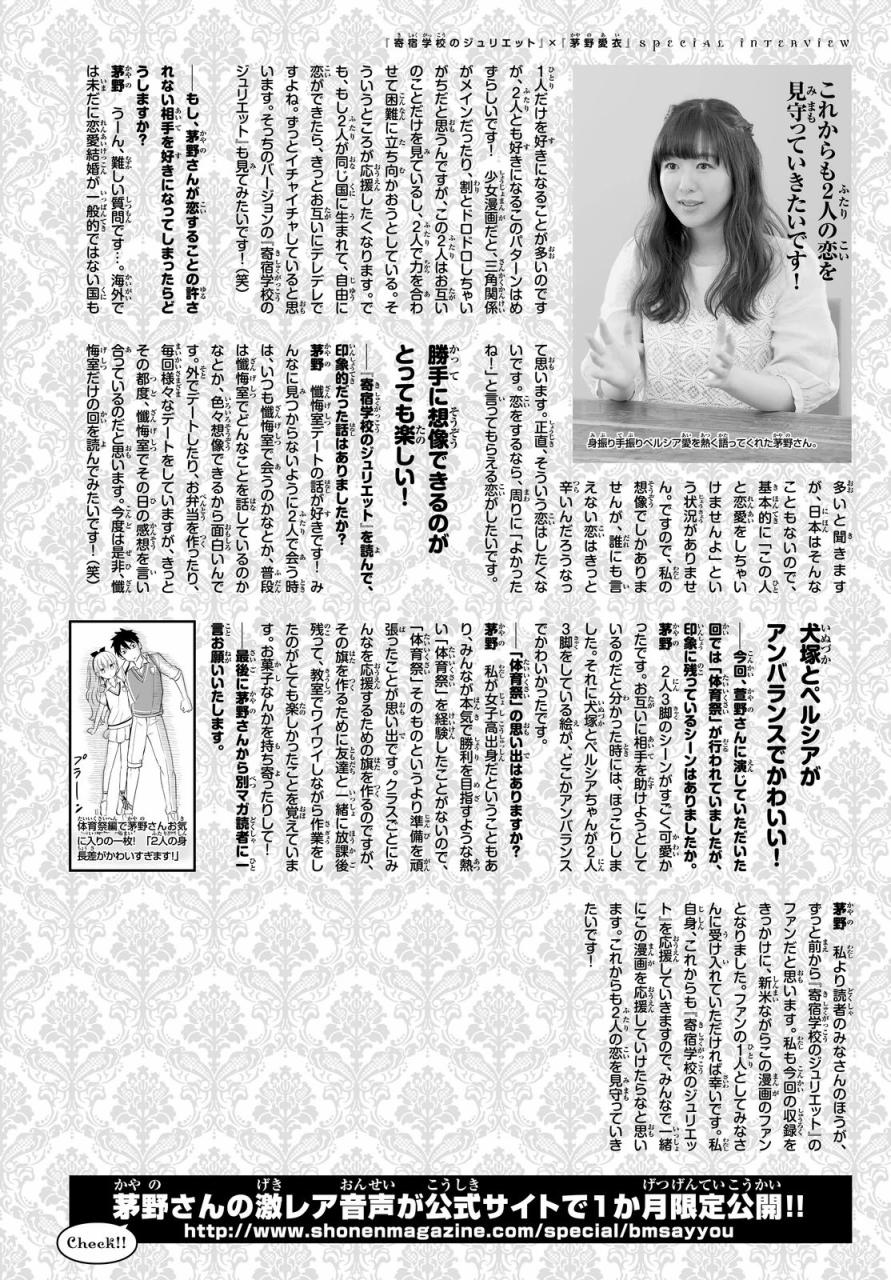 『寄宿学校のジュリエット』×『茅野愛衣』SPECIAL INTERVIEW
これからも2人の恋を
見守っていきたいです！
身振り手振りペルシア愛を熱く語ってくれた茅野さん。
1人だけを好きになることが多いのです
が、2人とも好きになるこのパターンはめ
ずらしいです！　少女漫画だと、三角関係
がメインだったり、割とドロドロしちゃい
がちだと思うんですが、この2人はお互い
のことだけを見ているし、2人で力を合わ
せて困難に立ち向かおうとしている。そ
ういうところが応援したくなります。で
も、もし2人が同じ国に生まれて、自由に
恋ができたら、きっとお互いにデレデレで
すよね。ずっとイチャイチャしていると思
います。そっちのバージョンの『寄宿学校の
ジュリエット』も見てみたいです！（笑）
――もし、茅野さんが恋することの許さ
れない相手を好きになってしまったらど
うしますか？
茅野　うーん、難しい質問です…。海外で
は未だに恋愛結婚が一般的ではない国も
多いと聞きます
が、日本はそんな
こともないので、
基本的に「この人
と恋愛をしちゃい
けませんよ」とい
う状況がありませ
ん。ですので、私の
想像でしかありま
せんが、誰にも言
えない恋はきっと
辛いんだろうなっ
て思います。正直、そういう恋はしたくな
いです。恋をするなら、周りに「よかった
ね！」と言ってもらえる恋がしたいです。
勝手に想像できるのが
とっても楽しい！
――『寄宿学校のジュリエット』を読んで、
印象的だった話はありましたか？
茅野　懺悔室デートの話が好きです！み
んなに見つからないように2人で会う時
は、いつも懺悔室で会うのかなとか、普段
は懺悔室でどんなことを話しているのか
なとか、色々想像できるから面白いんで
す。外でデートしたり、お弁当を作ったり、
毎回様々なデートをしていますが、きっと
その都度、懺悔室でその日の感想を言い
合っているのだと思います。今度は是非、懺
悔室だけの回を読んでみたいです！（笑）
犬塚とペルシアが
アンバランスでかわいい！
――今回、萱野さんに演じていただいた
回では「体育祭」が行われていましたが、
印象に残っているシーンはありましたか。
茅野　2人3脚のシーンがすごく可愛か
ったです。お互いに相手を助けようとして
いるのだと分かった時には、ほっこりしま
した。それに犬塚とペルシアちゃんが2人
3脚をしている絵が、どこかアンバランス
でかわいかったです。
――「体育祭」の思い出はありますか？
茅野　私が女子高出身だということもあ
り、みんなが本気で勝利を目指すような熱
い「体育祭」を経験したことがないので、
「体育祭」そのものというより準備を頑
張ったことが思い出です。クラスごとにみ
んなを応援するための旗を作るのですが、
その旗を作るために友達と一緒に放課後
残って、教室でワイワイしながら作業をし
たのがとても楽しかったことを覚えていま
す。お菓子なんかを持ち寄ったりして！
――最後に茅野さんから別マガ読者に一
言お願いいたします。
プラーン
体育祭編で茅野さんお気
に入りの一枚！　「2人の身
長差がかわいすぎます！」
茅野　私より読者のみなさんのほうが、
ずっと前から『寄宿学校のジュリエット』の
ファンだと思います。私も今回の収録を
きっかけに、新米ながらこの漫画のファン
となりました。ファンの1人としてみなさ
んに受け入れていただければ幸いです。私
自身、これからも『寄宿学校のジュリエッ
ト』を応援していきますので、みんなで一緒
にこの漫画を応援していけたらなと思い
ます。これからも2人の恋を見守っていき
たいです！
茅野さんの激レア音声が公式サイトで1か月限定公開!!
http://www.shonenmagazine.com/special/bmsayyou
Check!!